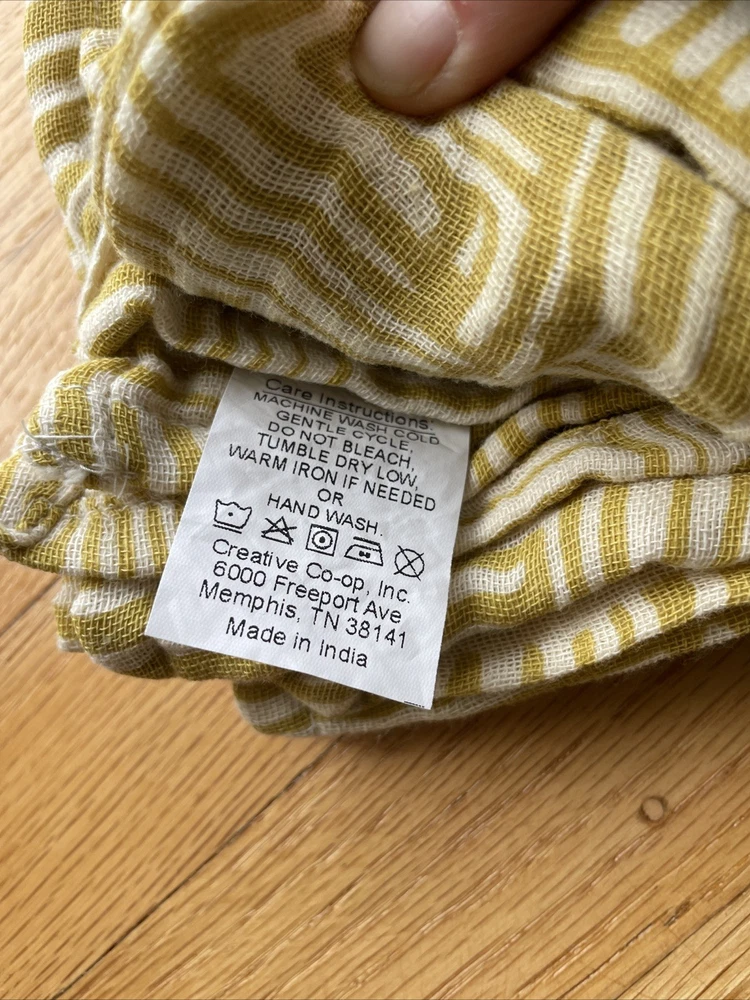 Care Instructions.
MACHINE WASH COLD
GENTLE CYCLE,
DO NOT BLEACH,
TUMBLE DRY LOW,
WARM IRON IF NEEDED
OR
HAND WASH.
Creative Co-op, Inc.
6000 Freeport Ave
Memphis, TN 38141
Made in India